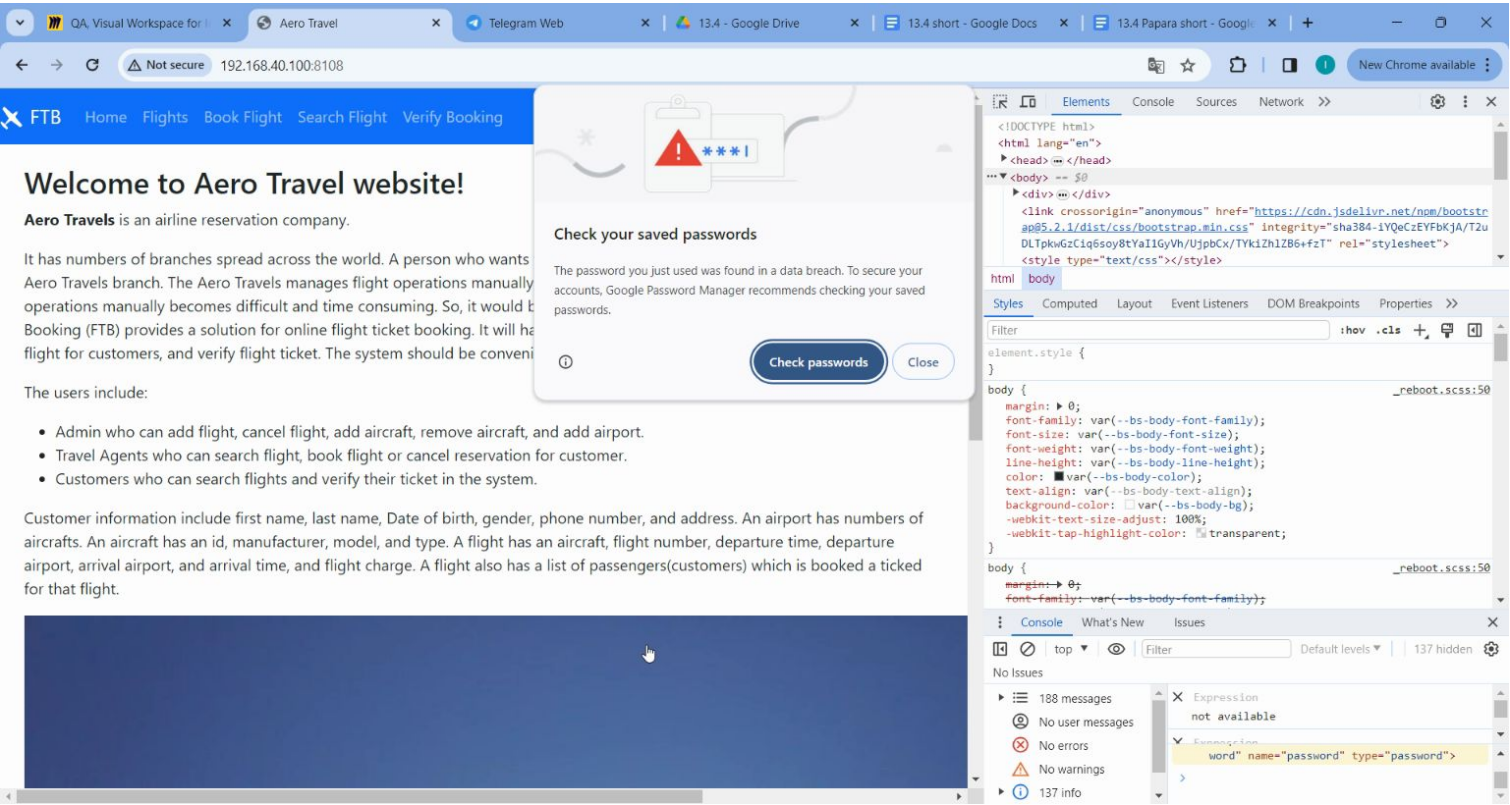 QA, Visual Workspace for I
Aero Travel
Telegram Web
13.4 - Google Drive
13.4 short - Google Docs
13.4 Papara short - Google
Not secure
192.168.40.100:8108
New Chrome available
FTB
Home
Flights
Book Flight
Search Flight
Verify Booking
Welcome to Aero Travel website!
Aero Travels is an airline reservation company.
It has numbers of branches spread across the world. A person who wants
Aero Travels branch. The Aero Travels manages flight operations manually
operations manually becomes difficult and time consuming. So, it would b
Booking (FTB) provides a solution for online flight ticket booking. It will ha
flight for customers, and verify flight ticket. The system should be conveni
The users include:
• Admin who can add flight, cancel flight, add aircraft, remove aircraft, and add airport.
• Travel Agents who can search flight, book flight or cancel reservation for customer.
• Customers who can search flights and verify their ticket in the system.
Customer information include first name, last name, Date of birth, gender, phone number, and address. An airport has numbers of
aircrafts. An aircraft has an id, manufacturer, model, and type. A flight has an aircraft, flight number, departure time, departure
airport, arrival airport, and arrival time, and flight charge. A flight also has a list of passengers(customers) which is booked a ticked
for that flight.
***
Check your saved passwords
The password you just used was found in a data breach. To secure your
accounts, Google Password Manager recommends checking your saved
passwords.
Check passwords
Close
Elements
Console
Sources
Network
<!DOCTYPE html>
<html lang="en">
<head> … </head>
<body> == $0
<div> … </div>
<link crossorigin="anonymous" href="https://cdn.jsdelivr.net/npm/bootstr
ap@5.2.1/dist/css/bootstrap.min.css" integrity="sha384-iYQeCzEYFbKjA/T2u
DLTpkwGzCiq6soy8tYaI1GyVh/UjpbCx/TYkiZhlZB6+fzT" rel="stylesheet">
<style type="text/css"></style>
html
body
Styles
Computed
Layout
Event Listeners
DOM Breakpoints
Properties
Filter
:hov
.cls
element.style {
}
body {
_reboot.scss:50
margin: 0;
font-family: var(--bs-body-font-family);
font-size: var(--bs-body-font-size);
font-weight: var(--bs-body-font-weight);
line-height: var(--bs-body-line-height);
color: var(--bs-body-color);
text-align: var(--bs-body-text-align);
background-color: var(--bs-body-bg);
-webkit-text-size-adjust: 100%;
-webkit-tap-highlight-color: transparent;
}
body {
_reboot.scss:50
margin: 0;
font-family: var(--bs-body-font-family);
Console
What's New
Issues
top
Filter
Default levels
137 hidden
No Issues
188 messages
No user messages
No errors
No warnings
137 info
Expression
not available
Expression
word" name="password" type="password">